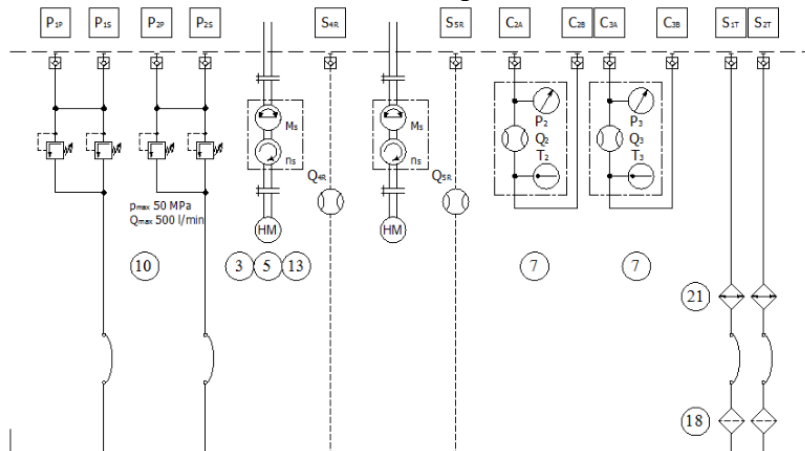 P1P P1S P2P P2S S4R S5R C2A C2B C3A C3B S1T S2T
Ms Ms P2 P3
Q2 Q3
ns ns T2 T3
Q4R Q5R
pmax 50 MPa
Qmax 500 l/min
HM HM
10 3 5 13 7 7
21
18